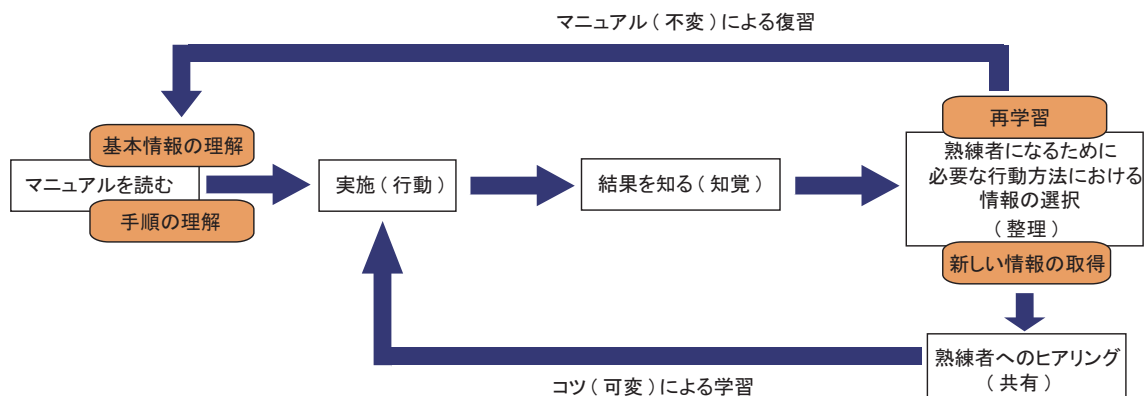 マニュアル(不変)による復習
基本情報の理解
マニュアルを読む
手順の理解
実施(行動)
結果を知る(知覚)
再学習
熟練者になるために
必要な行動方法における
情報の選択
(整理)
新しい情報の取得
熟練者へのヒアリング
(共有)
コツ(可変)による学習